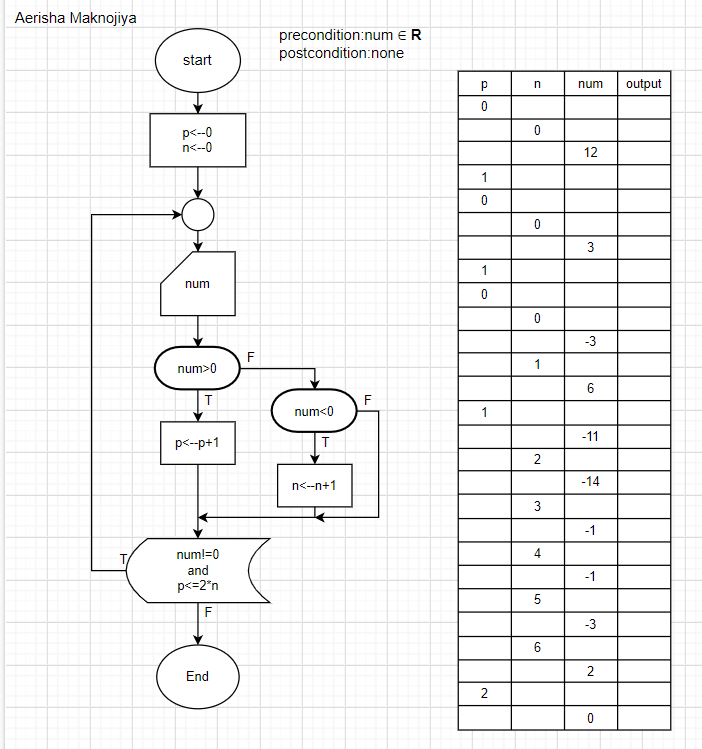 Aerisha Maknojiya
precondition:num ∈ R
postcondition:none
start
p<--0
n<--0
num
num>0
F
T
num<0
F
T
p<--p+1
n<--n+1
T
num!=0
and
p<=2*n
F
End
p n num output
0
0
12
1
0
0
3
1
0
0
-3
1
6
1
-11
2
-14
3
-1
4
-1
5
-3
6
2
2
0